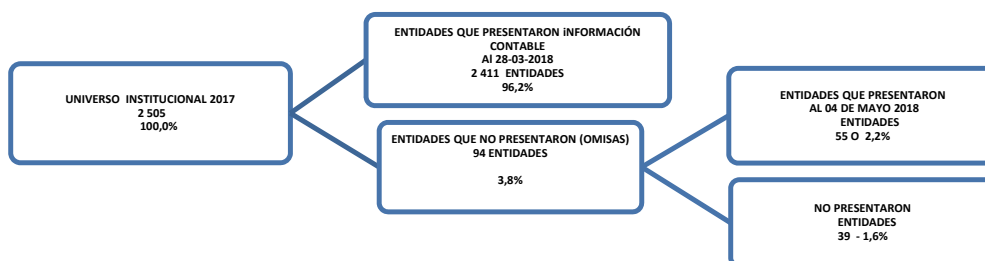 UNIVERSO INSTITUCIONAL 2017
2 505
100,0%
ENTIDADES QUE PRESENTARON iNFORMACIÓN
CONTABLE
Al 28-03-2018
2 411 ENTIDADES
96,2%
ENTIDADES QUE NO PRESENTARON (OMISAS)
94 ENTIDADES
3,8%
ENTIDADES QUE PRESENTARON
AL 04 DE MAYO 2018
ENTIDADES
55 O 2,2%
NO PRESENTARON
ENTIDADES
39 - 1,6%